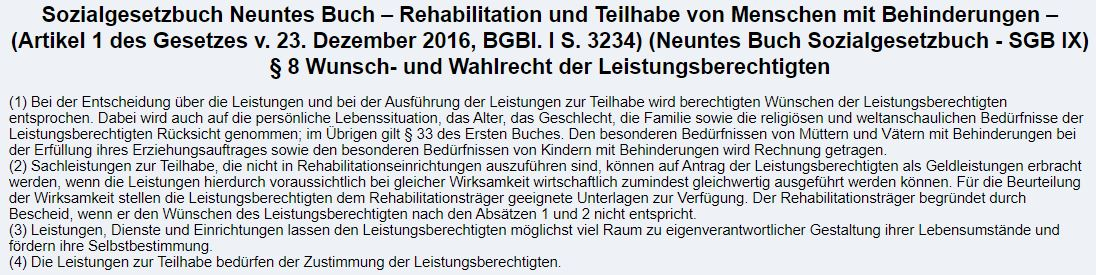 Sozialgesetzbuch Neuntes Buch – Rehabilitation und Teilhabe von Menschen mit Behinderungen –
(Artikel 1 des Gesetzes v. 23. Dezember 2016, BGBl. I S. 3234) (Neuntes Buch Sozialgesetzbuch - SGB IX)
§ 8 Wunsch- und Wahlrecht der Leistungsberechtigten
(1) Bei der Entscheidung über die Leistungen und bei der Ausführung der Leistungen zur Teilhabe wird berechtigten Wünschen der Leistungsberechtigten
entsprochen. Dabei wird auch auf die persönliche Lebenssituation, das Alter, das Geschlecht, die Familie sowie die religiösen und weltanschaulichen Bedürfnisse der
Leistungsberechtigten Rücksicht genommen; im Übrigen gilt § 33 des Ersten Buches. Den besonderen Bedürfnissen von Müttern und Vätern mit Behinderungen bei
der Erfüllung ihres Erziehungsauftrages sowie den besonderen Bedürfnissen von Kindern mit Behinderungen wird Rechnung getragen.
(2) Sachleistungen zur Teilhabe, die nicht in Rehabilitationseinrichtungen auszuführen sind, können auf Antrag der Leistungsberechtigten als Geldleistungen erbracht
werden, wenn die Leistungen hierdurch voraussichtlich bei gleicher Wirksamkeit wirtschaftlich zumindest gleichwertig ausgeführt werden können. Für die Beurteilung
der Wirksamkeit stellen die Leistungsberechtigten dem Rehabilitationsträger geeignete Unterlagen zur Verfügung. Der Rehabilitationsträger begründet durch
Bescheid, wenn er den Wünschen des Leistungsberechtigten nach den Absätzen 1 und 2 nicht entspricht.
(3) Leistungen, Dienste und Einrichtungen lassen den Leistungsberechtigten möglichst viel Raum zu eigenverantwortlicher Gestaltung ihrer Lebensumstände und
fördern ihre Selbstbestimmung.
(4) Die Leistungen zur Teilhabe bedürfen der Zustimmung der Leistungsberechtigten.